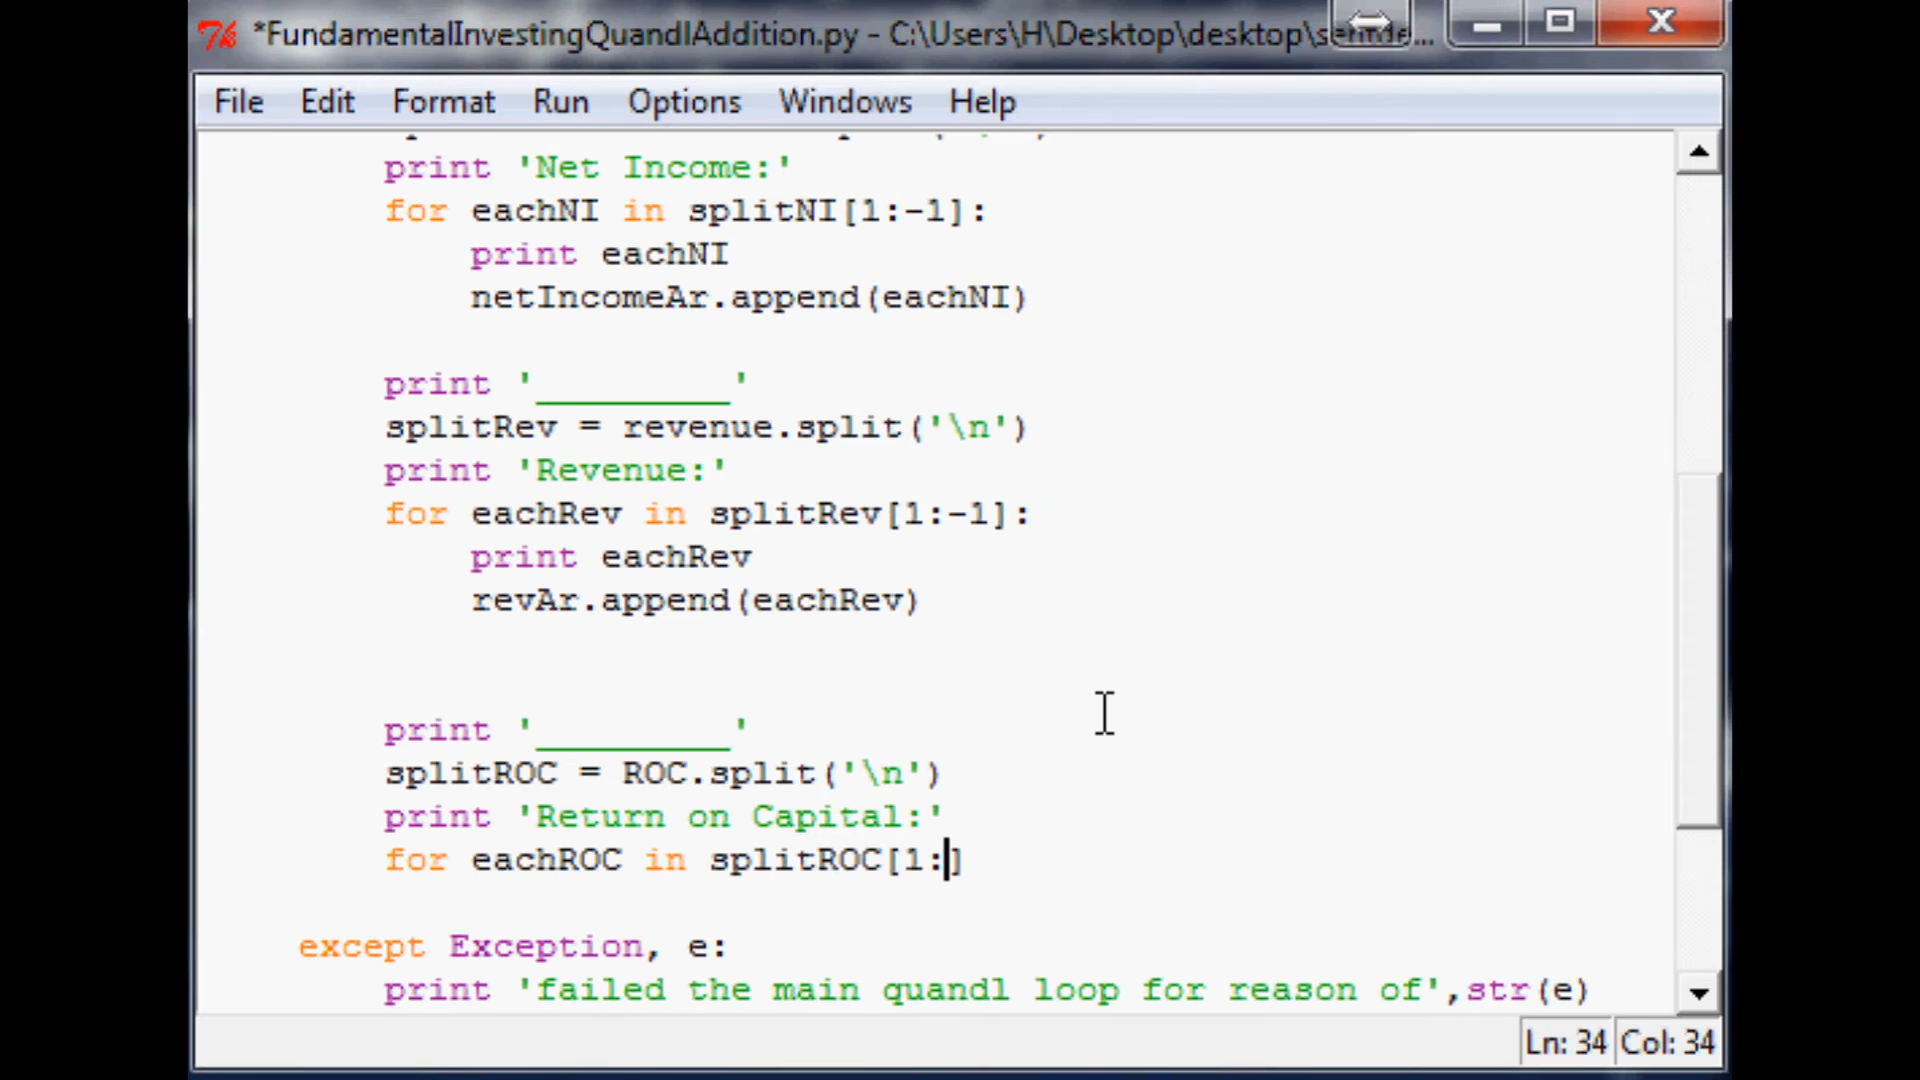 *FundamentalInvestingQuandlAddition.py - C:\Users\H\Desktop\desktop\sentde...
File Edit Format Run Options Windows Help
print 'Net Income:'
for eachNI in splitNI[1:-1]:
print eachNI
netIncomeAr.append(eachNI)
print '_________'
splitRev = revenue.split('\n')
print 'Revenue:'
for eachRev in splitRev[1:-1]:
print eachRev
revAr.append(eachRev)
print '_________'
splitROC = ROC.split('\n')
print 'Return on Capital:'
for eachROC in splitROC[1:]
except Exception, e:
print 'failed the main quandl loop for reason of',str(e)
Ln: 34 Col: 34